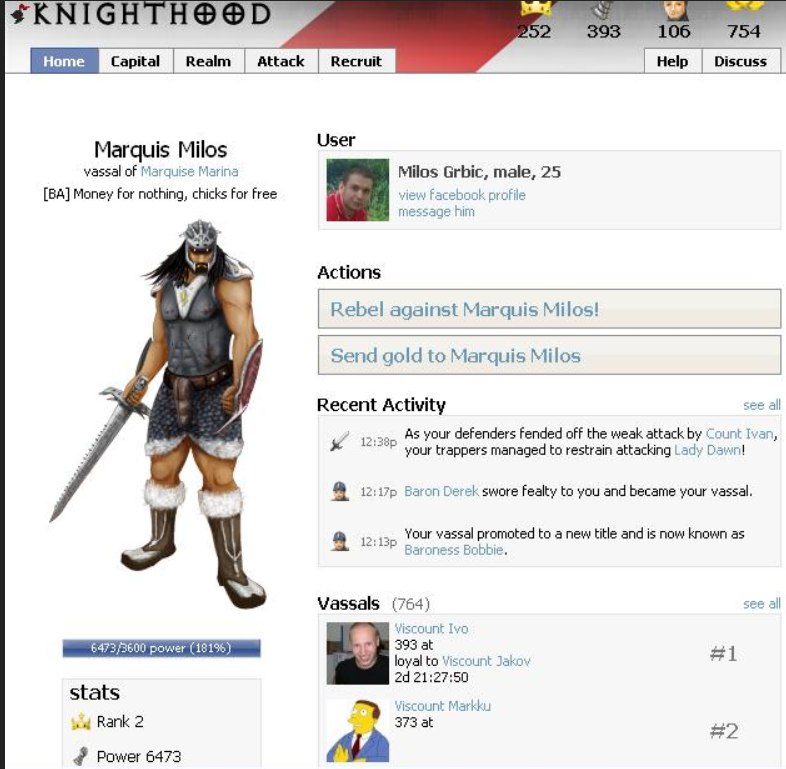 KNIGHTHOOD
252 393 106 754
Home Capital Realm Attack Recruit Help Discuss
Marquis Milos
vassal of Marquise Marina
[BA] Money for nothing, chicks for free
6473/3600 power (181%)
stats
Rank 2
Power 6473
User
Milos Grbic, male, 25
view facebook profile
message him
Actions
Rebel against Marquis Milos!
Send gold to Marquis Milos
Recent Activity see all
12:38p As your defenders fended off the weak attack by Count Ivan,
your trappers managed to restrain attacking Lady Dawn!
12:17p Baron Derek swore fealty to you and became your vassal.
12:13p Your vassal promoted to a new title and is now known as
Baroness Bobbie.
Vassals (764) see all
Viscount Ivo
393 at
loyal to Viscount Jakov
2d 21:27:50
#1
Viscount Markku
373 at
#2